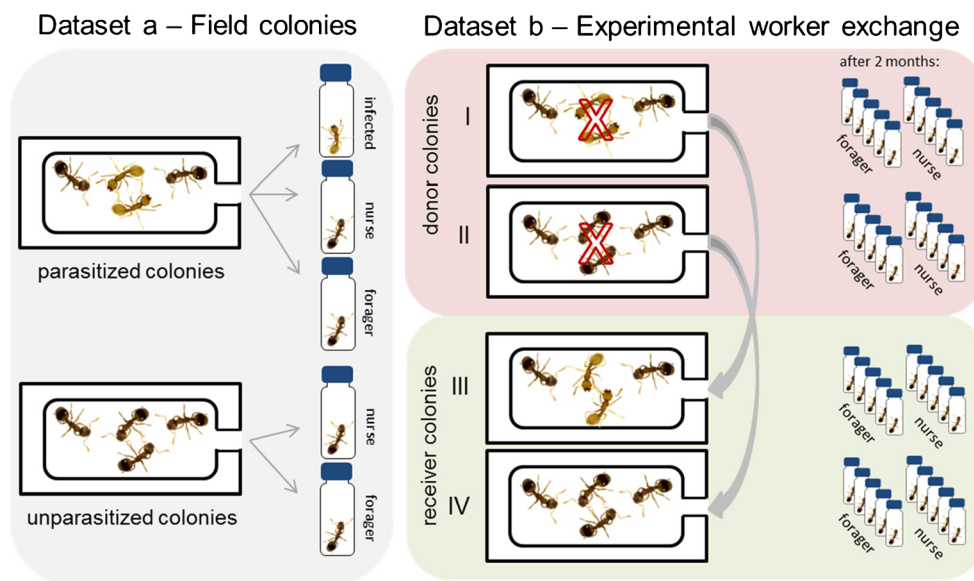 Dataset a – Field colonies
infected
nurse
forager
parasitized colonies
nurse
forager
unparasitized colonies
Dataset b – Experimental worker exchange
donor colonies
I
II
after 2 months:
forager
nurse
forager
nurse
receiver colonies
III
IV
forager
nurse
forager
nurse